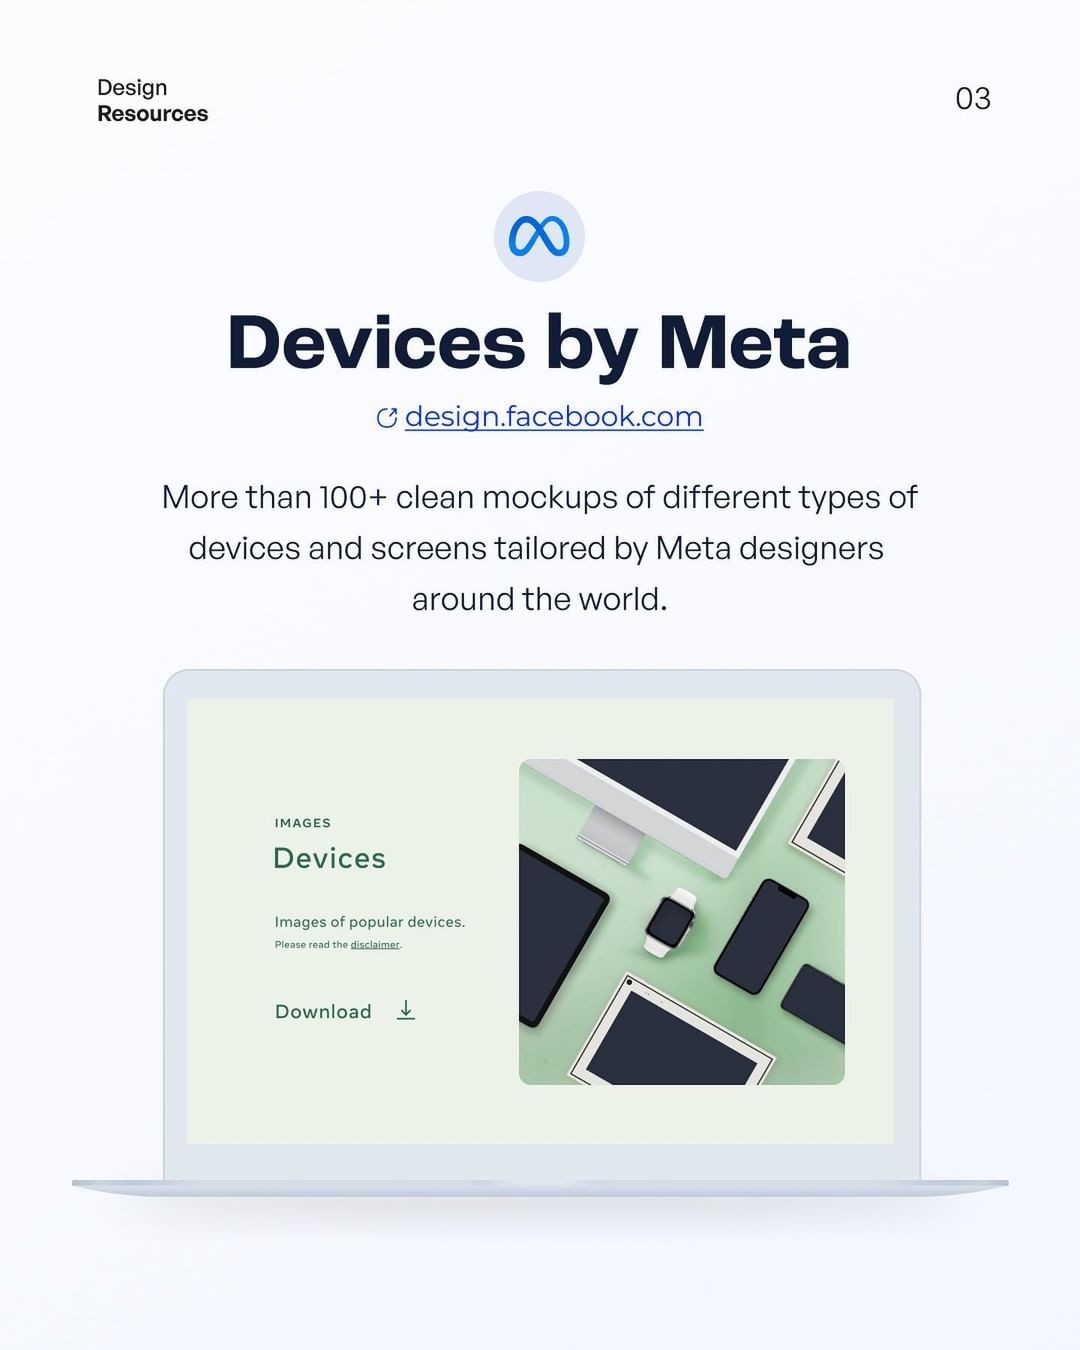 Design
Resources
03
Devices by Meta
design.facebook.com
More than 100+ clean mockups of different types of
devices and screens tailored by Meta designers
around the world.
IMAGES
Devices
Images of popular devices.
Please read the disclaimer.
Download